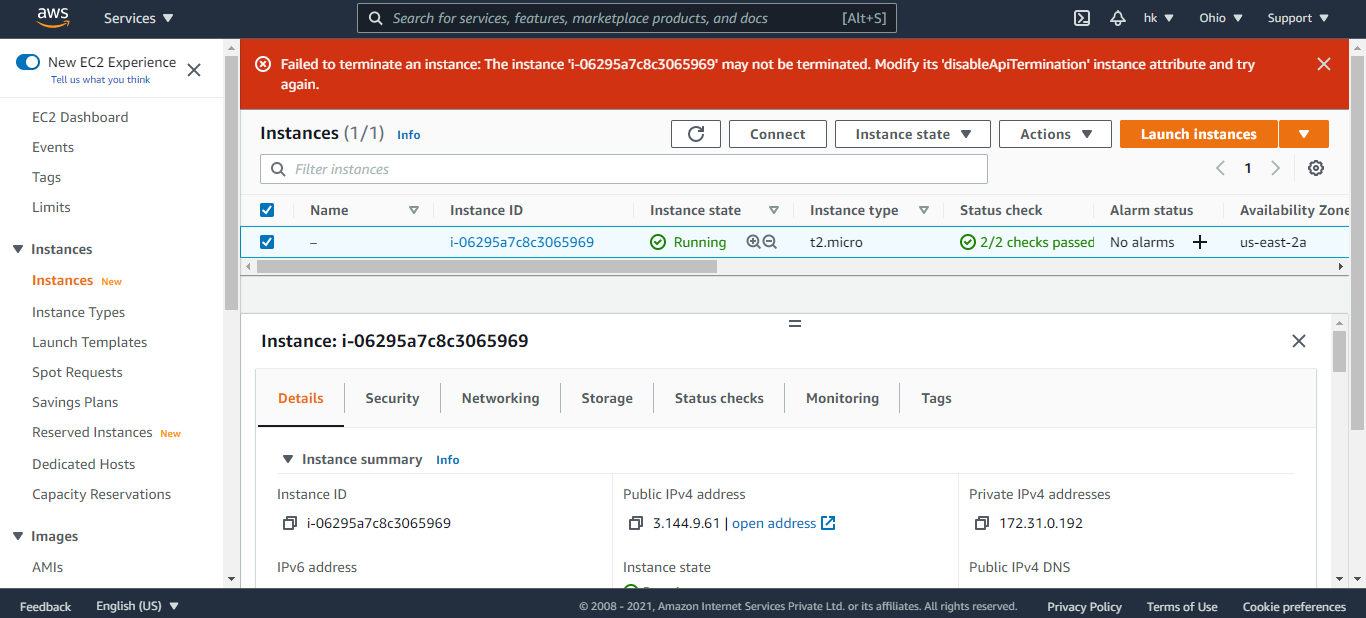 aws
Services
Search for services, features, marketplace products, and docs [Alt+S]
hk
Ohio
Support
New EC2 Experience
Tell us what you think
EC2 Dashboard
Events
Tags
Limits
Instances
Instances New
Instance Types
Launch Templates
Spot Requests
Savings Plans
Reserved Instances New
Dedicated Hosts
Capacity Reservations
Images
AMIs
Failed to terminate an instance: The instance 'i-06295a7c8c3065969' may not be terminated. Modify its 'disableApiTermination' instance attribute and try
again.
Instances (1/1) Info
Connect
Instance state
Actions
Launch instances
Filter instances
1
Name Instance ID Instance state Instance type Status check Alarm status Availability Zone
– i-06295a7c8c3065969 Running t2.micro 2/2 checks passed No alarms + us-east-2a
Instance: i-06295a7c8c3065969
Details Security Networking Storage Status checks Monitoring Tags
Instance summary Info
Instance ID
i-06295a7c8c3065969
Public IPv4 address
3.144.9.61 | open address
Private IPv4 addresses
172.31.0.192
IPv6 address
Instance state
Public IPv4 DNS
Feedback English (US) © 2008 - 2021, Amazon Internet Services Private Ltd. or its affiliates. All rights reserved. Privacy Policy Terms of Use Cookie preferences